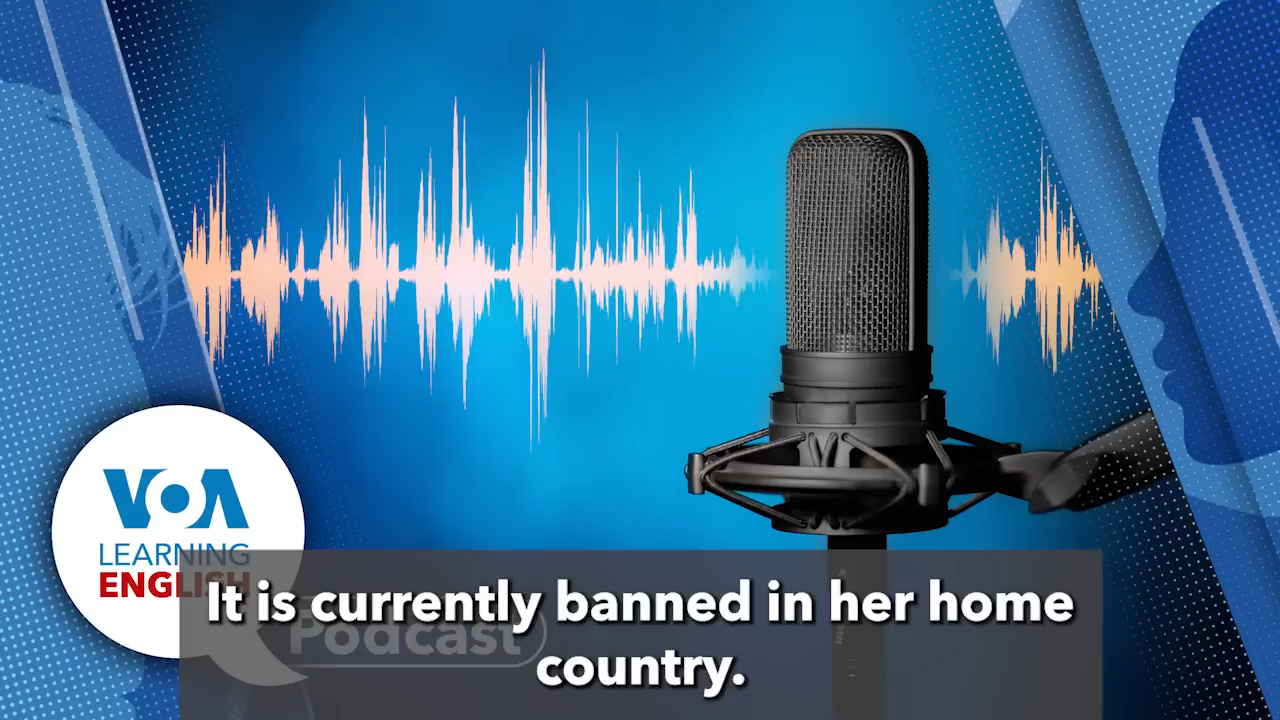 VOA
LEARNING
ENGLISH
Podcast
It is currently banned in her home
country.